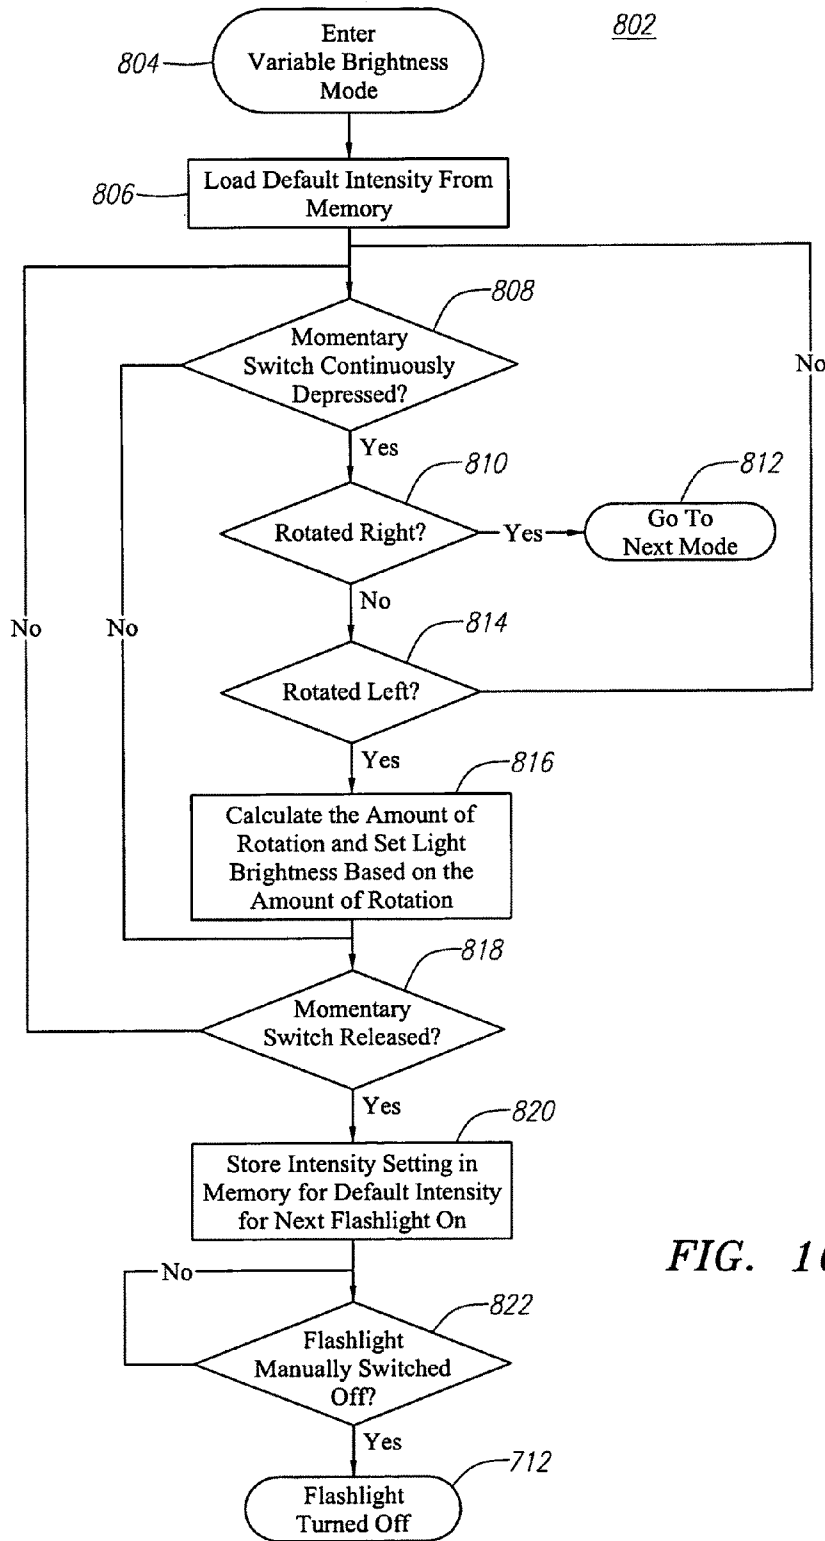 802
804
Enter
Variable Brightness
Mode
806
Load Default Intensity From
Memory
808
Momentary
Switch Continuously
Depressed?
No
Yes
810
812
Rotated Right?
Yes
Go To
Next Mode
No
No
No
814
Rotated Left?
Yes
816
Calculate the Amount of
Rotation and Set Light
Brightness Based on the
Amount of Rotation
818
Momentary
Switch Released?
Yes
820
Store Intensity Setting in
Memory for Default Intensity
for Next Flashlight On
FIG. 10
No
822
Flashlight
Manually Switched
Off?
Yes
712
Flashlight
Turned Off